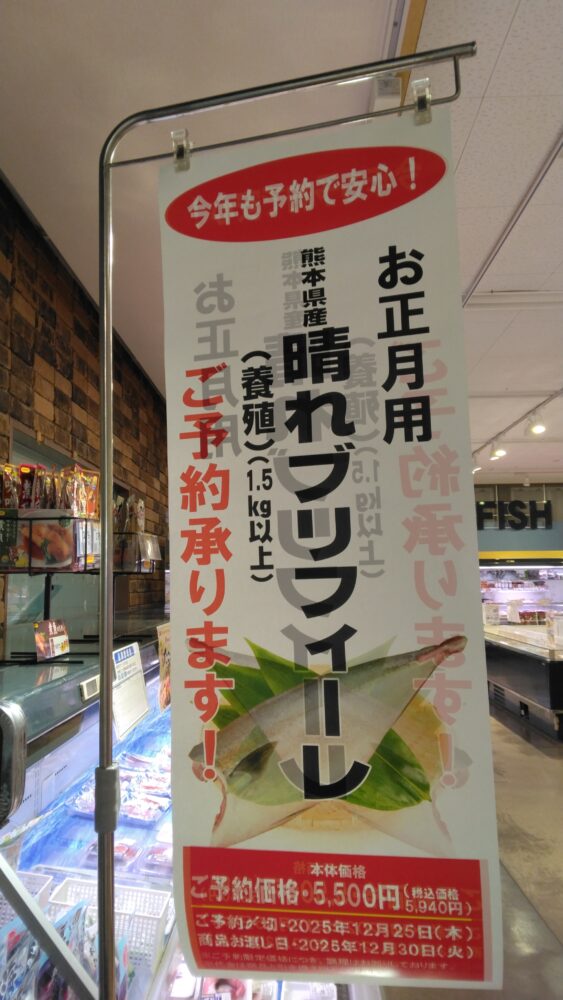 今年も予約で安心！
お正月用
熊本県産
晴れブリフィーレ
(養殖)(1.5kg以上)
ご予約承ります！
本体価格
ご予約価格・5,500円(税込価格5,940円)
ご予約〆切・2025年12月25日(木)
商品お渡し日・2025年12月30日(火)
FISH